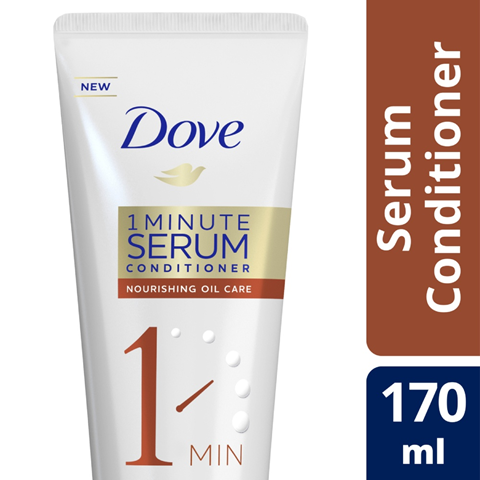 NEW
Dove
1 MINUTE
SERUM
CONDITIONER
NOURISHING OIL CARE
1
MIN
Serum
Conditioner
170
ml